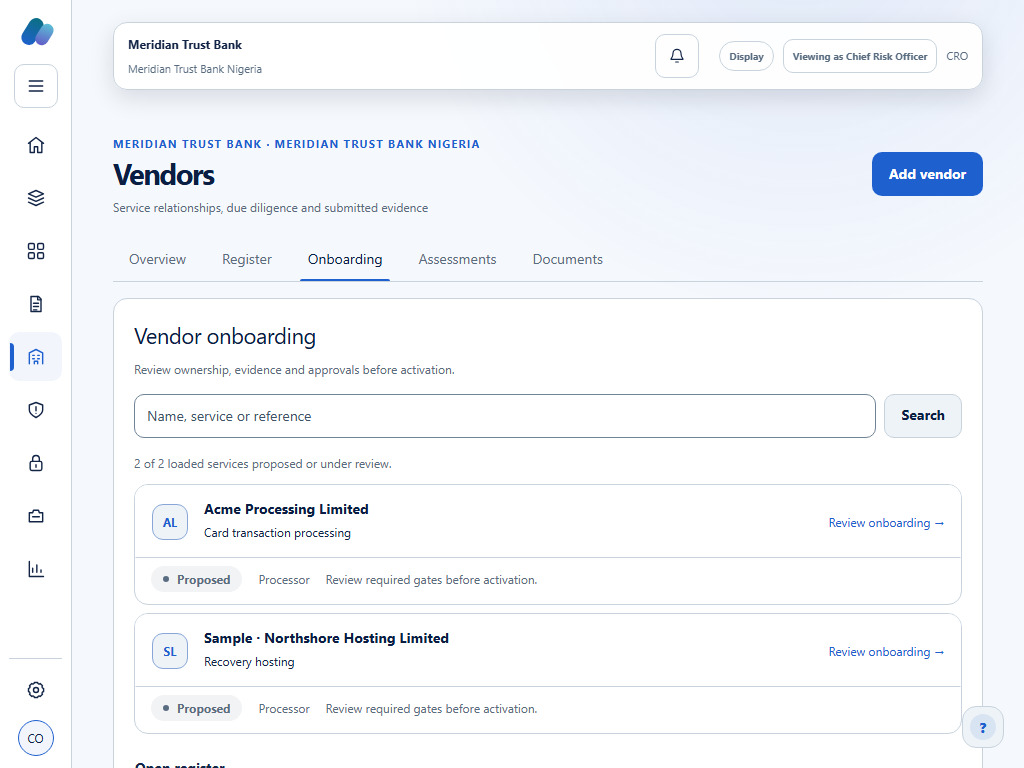 Meridian Trust Bank
Meridian Trust Bank Nigeria
Display
Viewing as Chief Risk Officer
CRO
MERIDIAN TRUST BANK · MERIDIAN TRUST BANK NIGERIA
Vendors
Service relationships, due diligence and submitted evidence
Add vendor
Overview
Register
Onboarding
Assessments
Documents
Vendor onboarding
Review ownership, evidence and approvals before activation.
Name, service or reference
Search
2 of 2 loaded services proposed or under review.
AL
Acme Processing Limited
Card transaction processing
Review onboarding →
Proposed
Processor
Review required gates before activation.
SL
Sample · Northshore Hosting Limited
Recovery hosting
Review onboarding →
Proposed
Processor
Review required gates before activation.
Open register
CO
?